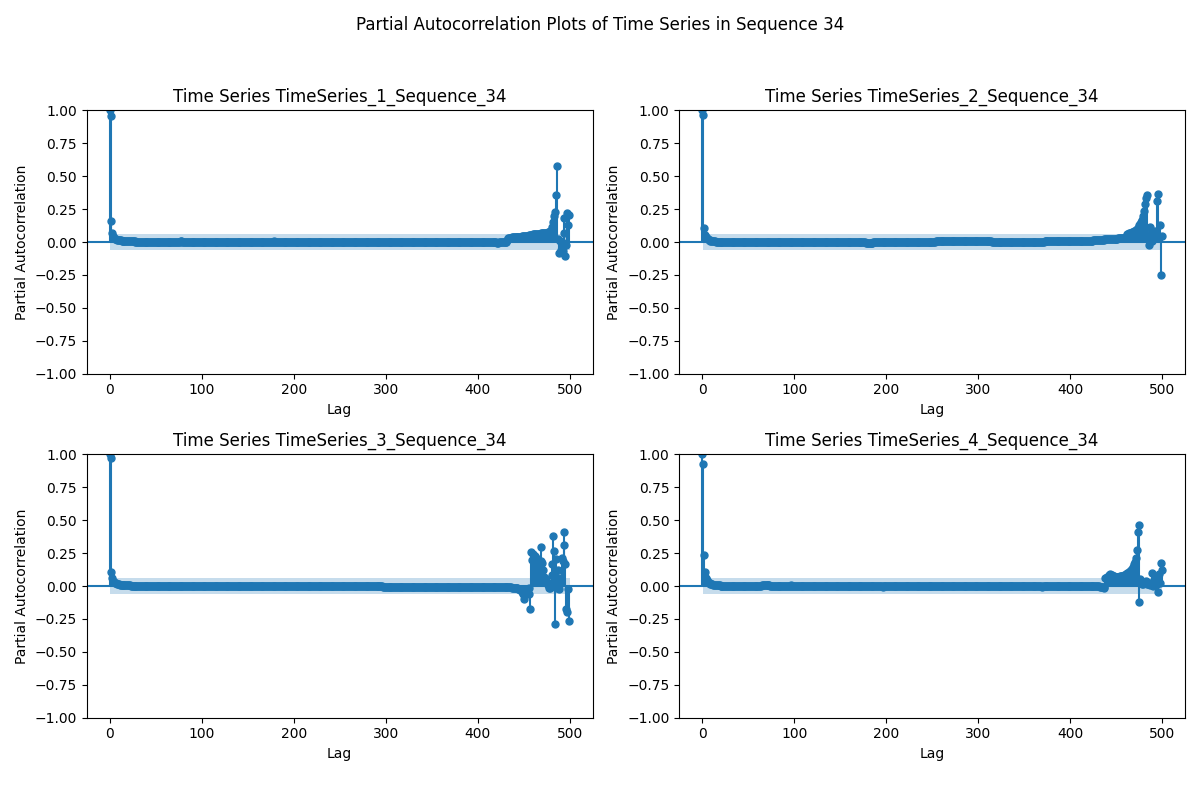 Partial Autocorrelation Plots of Time Series in Sequence 34
Time Series TimeSeries_1_Sequence_34
Partial Autocorrelation
1.00
0.75
0.50
0.25
0.00
−0.25
−0.50
−0.75
−1.00
0 100 200 300 400 500
Lag
Time Series TimeSeries_2_Sequence_34
Partial Autocorrelation
1.00
0.75
0.50
0.25
0.00
−0.25
−0.50
−0.75
−1.00
0 100 200 300 400 500
Lag
Time Series TimeSeries_3_Sequence_34
Partial Autocorrelation
1.00
0.75
0.50
0.25
0.00
−0.25
−0.50
−0.75
−1.00
0 100 200 300 400 500
Lag
Time Series TimeSeries_4_Sequence_34
Partial Autocorrelation
1.00
0.75
0.50
0.25
0.00
−0.25
−0.50
−0.75
−1.00
0 100 200 300 400 500
Lag